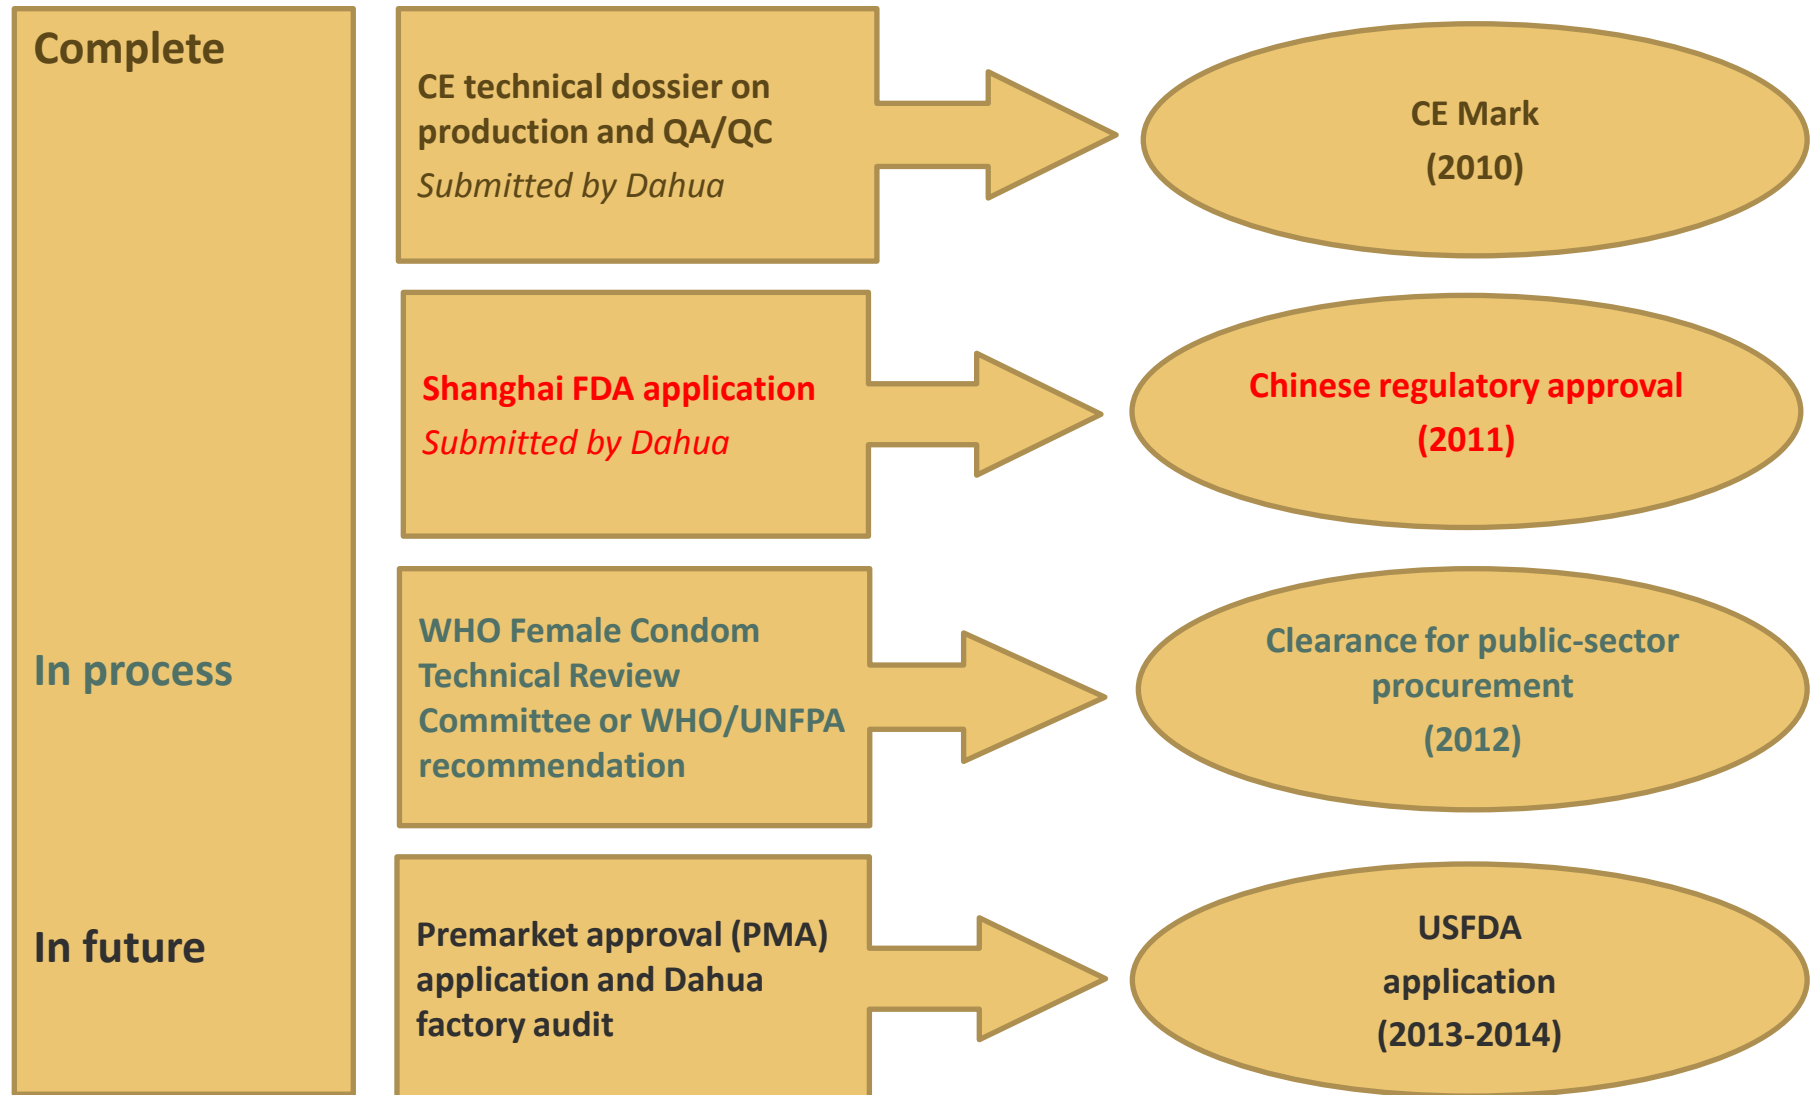 Complete
CE technical dossier on
production and QA/QC
Submitted by Dahua
CE Mark
(2010)
Shanghai FDA application
Submitted by Dahua
Chinese regulatory approval
(2011)
In process
WHO Female Condom
Technical Review
Committee or WHO/UNFPA
recommendation
Clearance for public-sector
procurement
(2012)
In future
Premarket approval (PMA)
application and Dahua
factory audit
USFDA
application
(2013-2014)